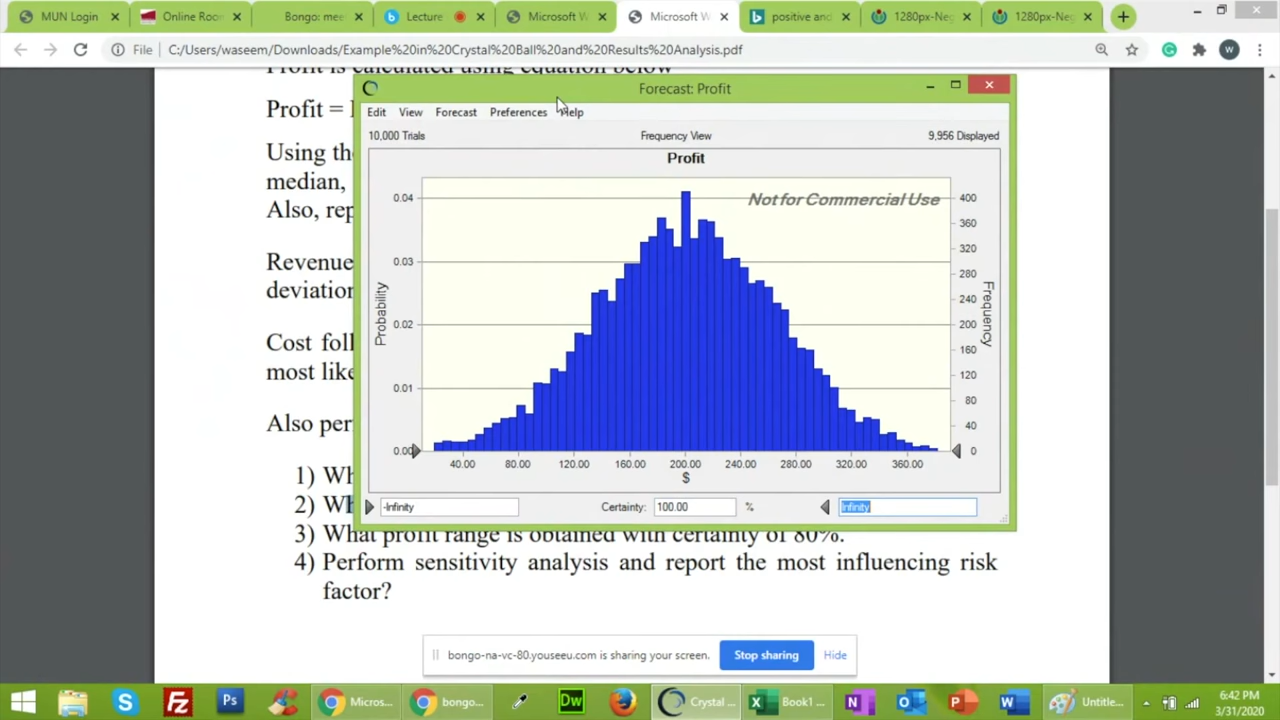 MUN Login
Online Roor
Bongo: mee
Lecture
Microsoft W
Microsoft W
positive and
1280px-Neg
1280px-Neg
File
C:/Users/waseem/Downloads/Example%20in%20Crystal%20Ball%20and%20Results%20Analysis.pdf
W
Profit is calculated using equation below
Profit =
Using the
median,
Also, rep
Revenue
deviation
Cost foll
most like
Also per
1) Wh
2) Wh
3) What profit range is obtained with certainty of 80%.
4) Perform sensitivity analysis and report the most influencing risk
factor?
Forecast: Profit
Edit View Forecast Preferences Help
10,000 Trials
Frequency View
9,956 Displayed
Profit
Not for Commercial Use
Probability
0.04
0.03
0.02
0.01
0.00
Frequency
400
360
320
280
240
200
160
120
80
40
0
40.00 80.00 120.00 160.00 200.00 240.00 280.00 320.00 360.00
$
-Infinity
Certainty: 100.00 %
Infinity
bongo-na-vc-80.youseeu.com is sharing your screen.
Stop sharing
Hide
Micros...
bongo...
Crystal ...
Book1 ...
Untitle...
6:42 PM
3/31/2020